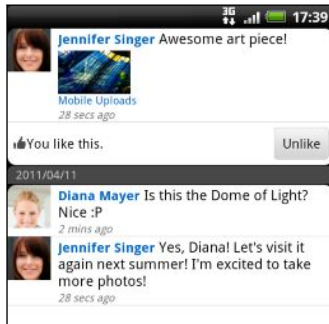 3G 17:39
Jennifer Singer Awesome art piece!
Mobile Uploads
28 secs ago
You like this. Unlike
2011/04/11
Diana Mayer Is this the Dome of Light?
Nice :P
2 mins ago
Jennifer Singer Yes, Diana! Let's visit it
again next summer! I'm excited to take
more photos!
28 secs ago